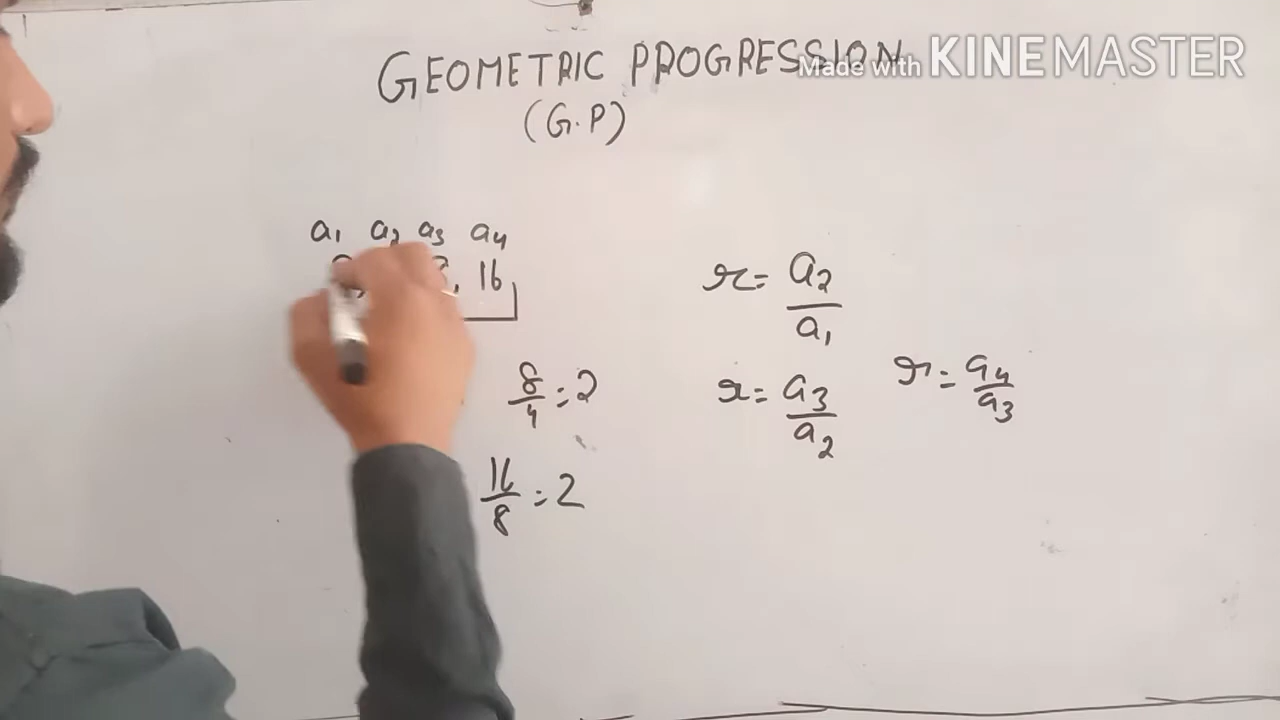 GEOMETRIC PROGRESSION
Made with KINEMASTER
(G.P)
a₁ a₂ a₃ a₄
, 16
r = a₂/a₁
8/4 = 2
r = a₃/a₂
r = a₄/a₃
16/8 = 2